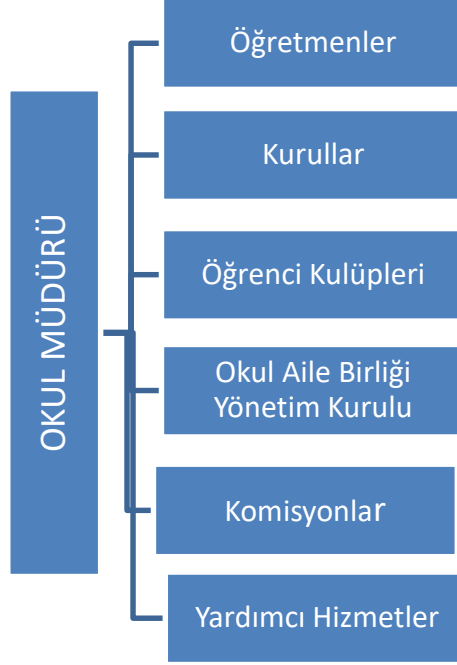 OKUL MÜDÜRÜ
Öğretmenler
Kurullar
Öğrenci Kulüpleri
Okul Aile Birliği
Yönetim Kurulu
Komisyonlar
Yardımcı Hizmetler